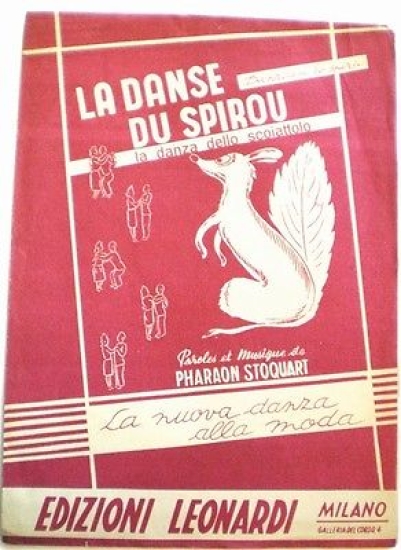 LA DANSE
DU SPIROU
la danza dello scoiattolo
Paroles et Musique de
PHARAON STOQUART
La nuova danza
alla moda
EDIZIONI LEONARDI
MILANO
GALLERIA DEL CORSO, 4